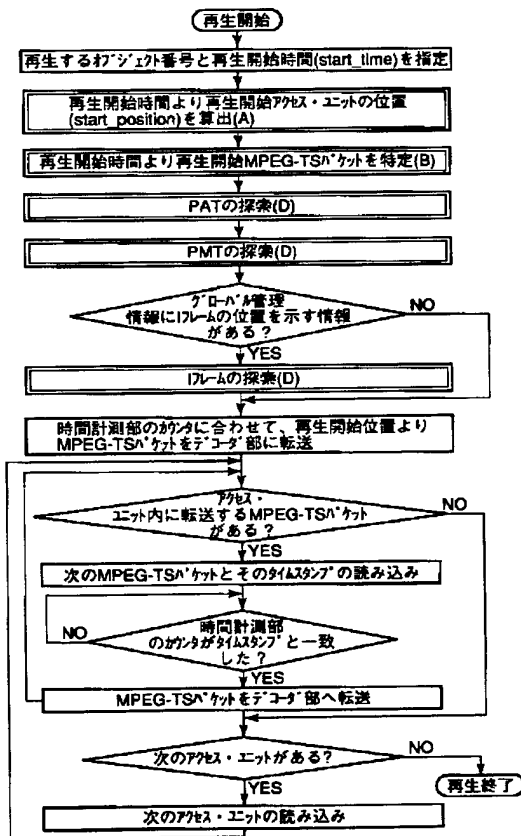 再生開始
再生するオブジェクト番号と再生開始時間(start_time)を指定
再生開始時間より再生開始アクセス・ユニットの位置
(start_position)を算出(A)
再生開始時間より再生開始MPEG-TSパケットを特定(B)
PATの探索(D)
PMTの探索(D)
グローバル管理
情報にIフレームの位置を示す情報
がある?
NO
YES
Iフレームの探索(D)
時間計測部のカウンタに合わせて、再生開始位置より
MPEG-TSパケットをデコーダ部に転送
アクセス・
ユニット内に転送するMPEG-TSパケット
がある?
NO
YES
次のMPEG-TSパケットとそのタイムスタンプの読み込み
時間計測部
のカウンタがタイムスタンプと一致
した?
NO
YES
MPEG-TSパケットをデコーダ部へ転送
次のアクセス・ユニットがある?
NO
YES
再生終了
次のアクセス・ユニットの読み込み